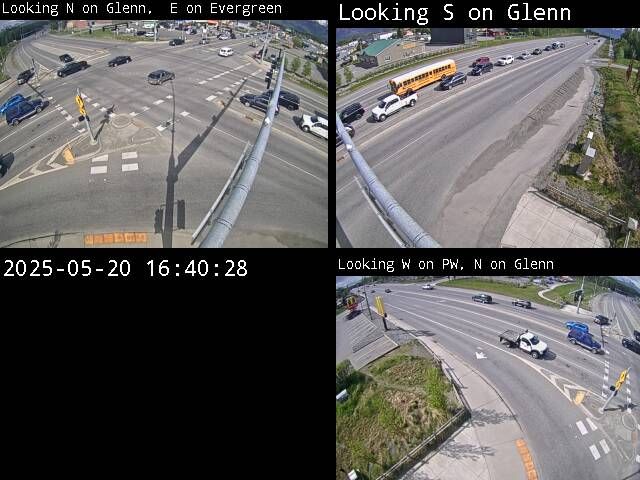 Looking N on Glenn,  E on Evergreen
Looking S on Glenn
2025-05-20 16:40:28
Looking W on PW, N on Glenn